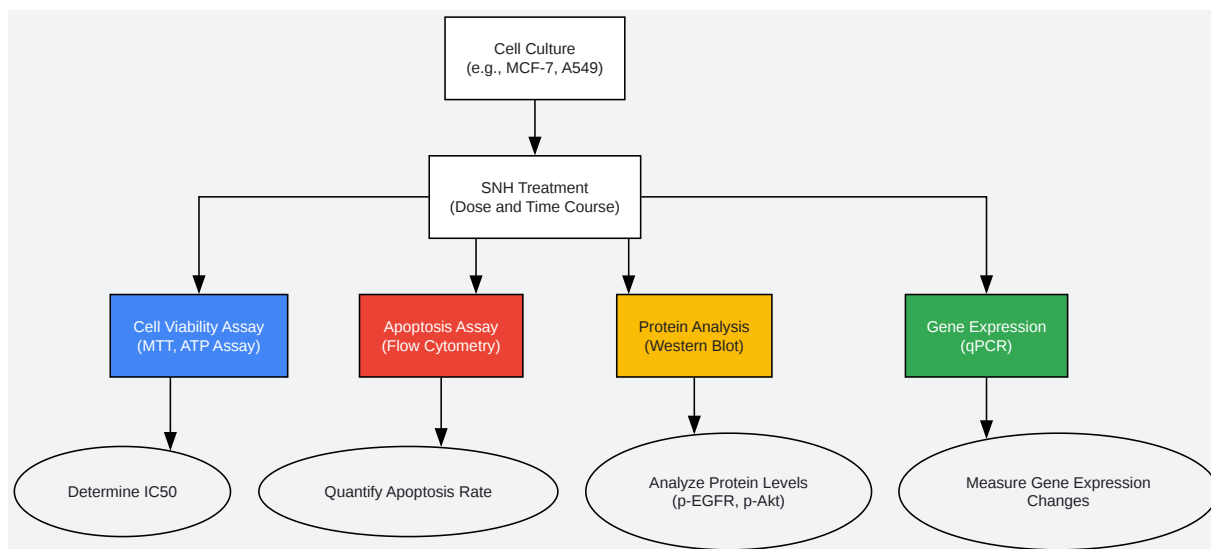 Cell Culture
(e.g., MCF-7, A549)
SNH Treatment
(Dose and Time Course)
Cell Viability Assay
(MTT, ATP Assay)
Apoptosis Assay
(Flow Cytometry)
Protein Analysis
(Western Blot)
Gene Expression
(qPCR)
Determine IC50
Quantify Apoptosis Rate
Analyze Protein Levels
(p-EGFR, p-Akt)
Measure Gene Expression
Changes